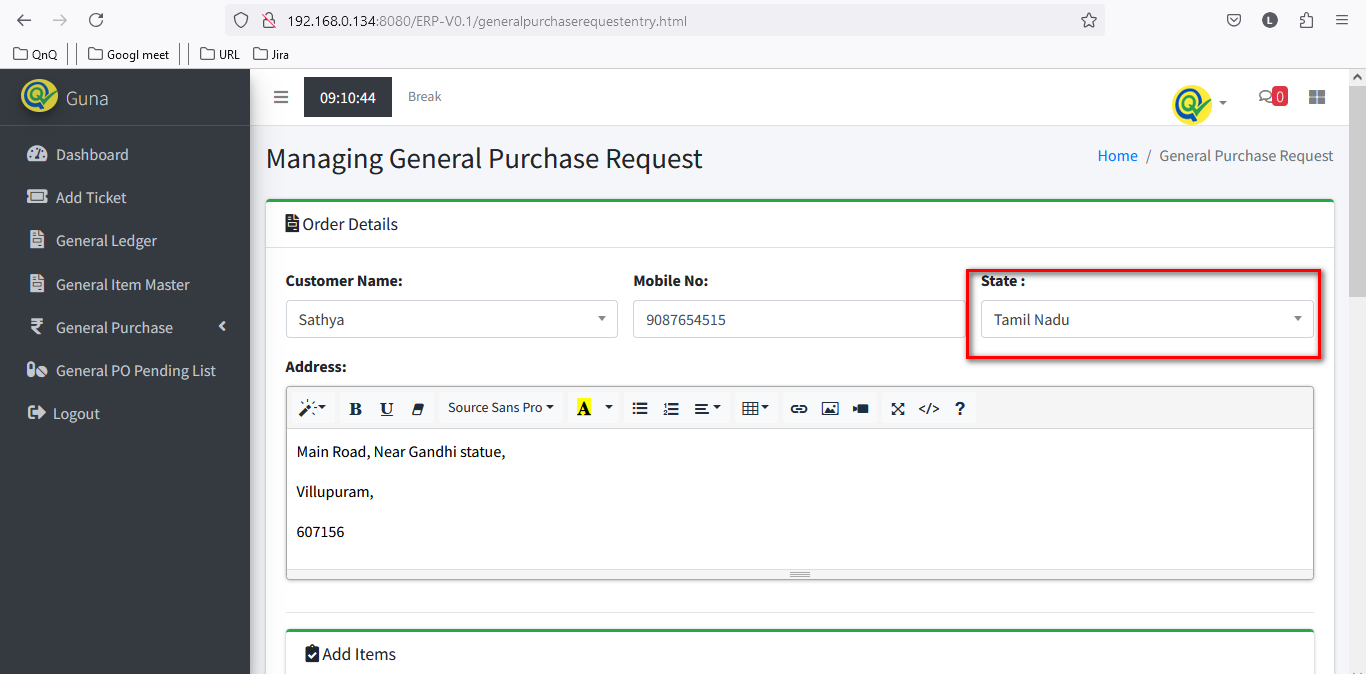 192.168.0.134:8080/ERP-V0.1/generalpurchaserequestentry.html
L
QnQ
Googl meet
URL
Jira
Guna
09:10:44
Break
0
Dashboard
Add Ticket
General Ledger
General Item Master
General Purchase
General PO Pending List
Logout
Managing General Purchase Request
Home / General Purchase Request
Order Details
Customer Name:
Mobile No:
State :
Sathya
9087654515
Tamil Nadu
Address:
B U Source Sans Pro A </> ?
Main Road, Near Gandhi statue,
Villupuram,
607156
Add Items